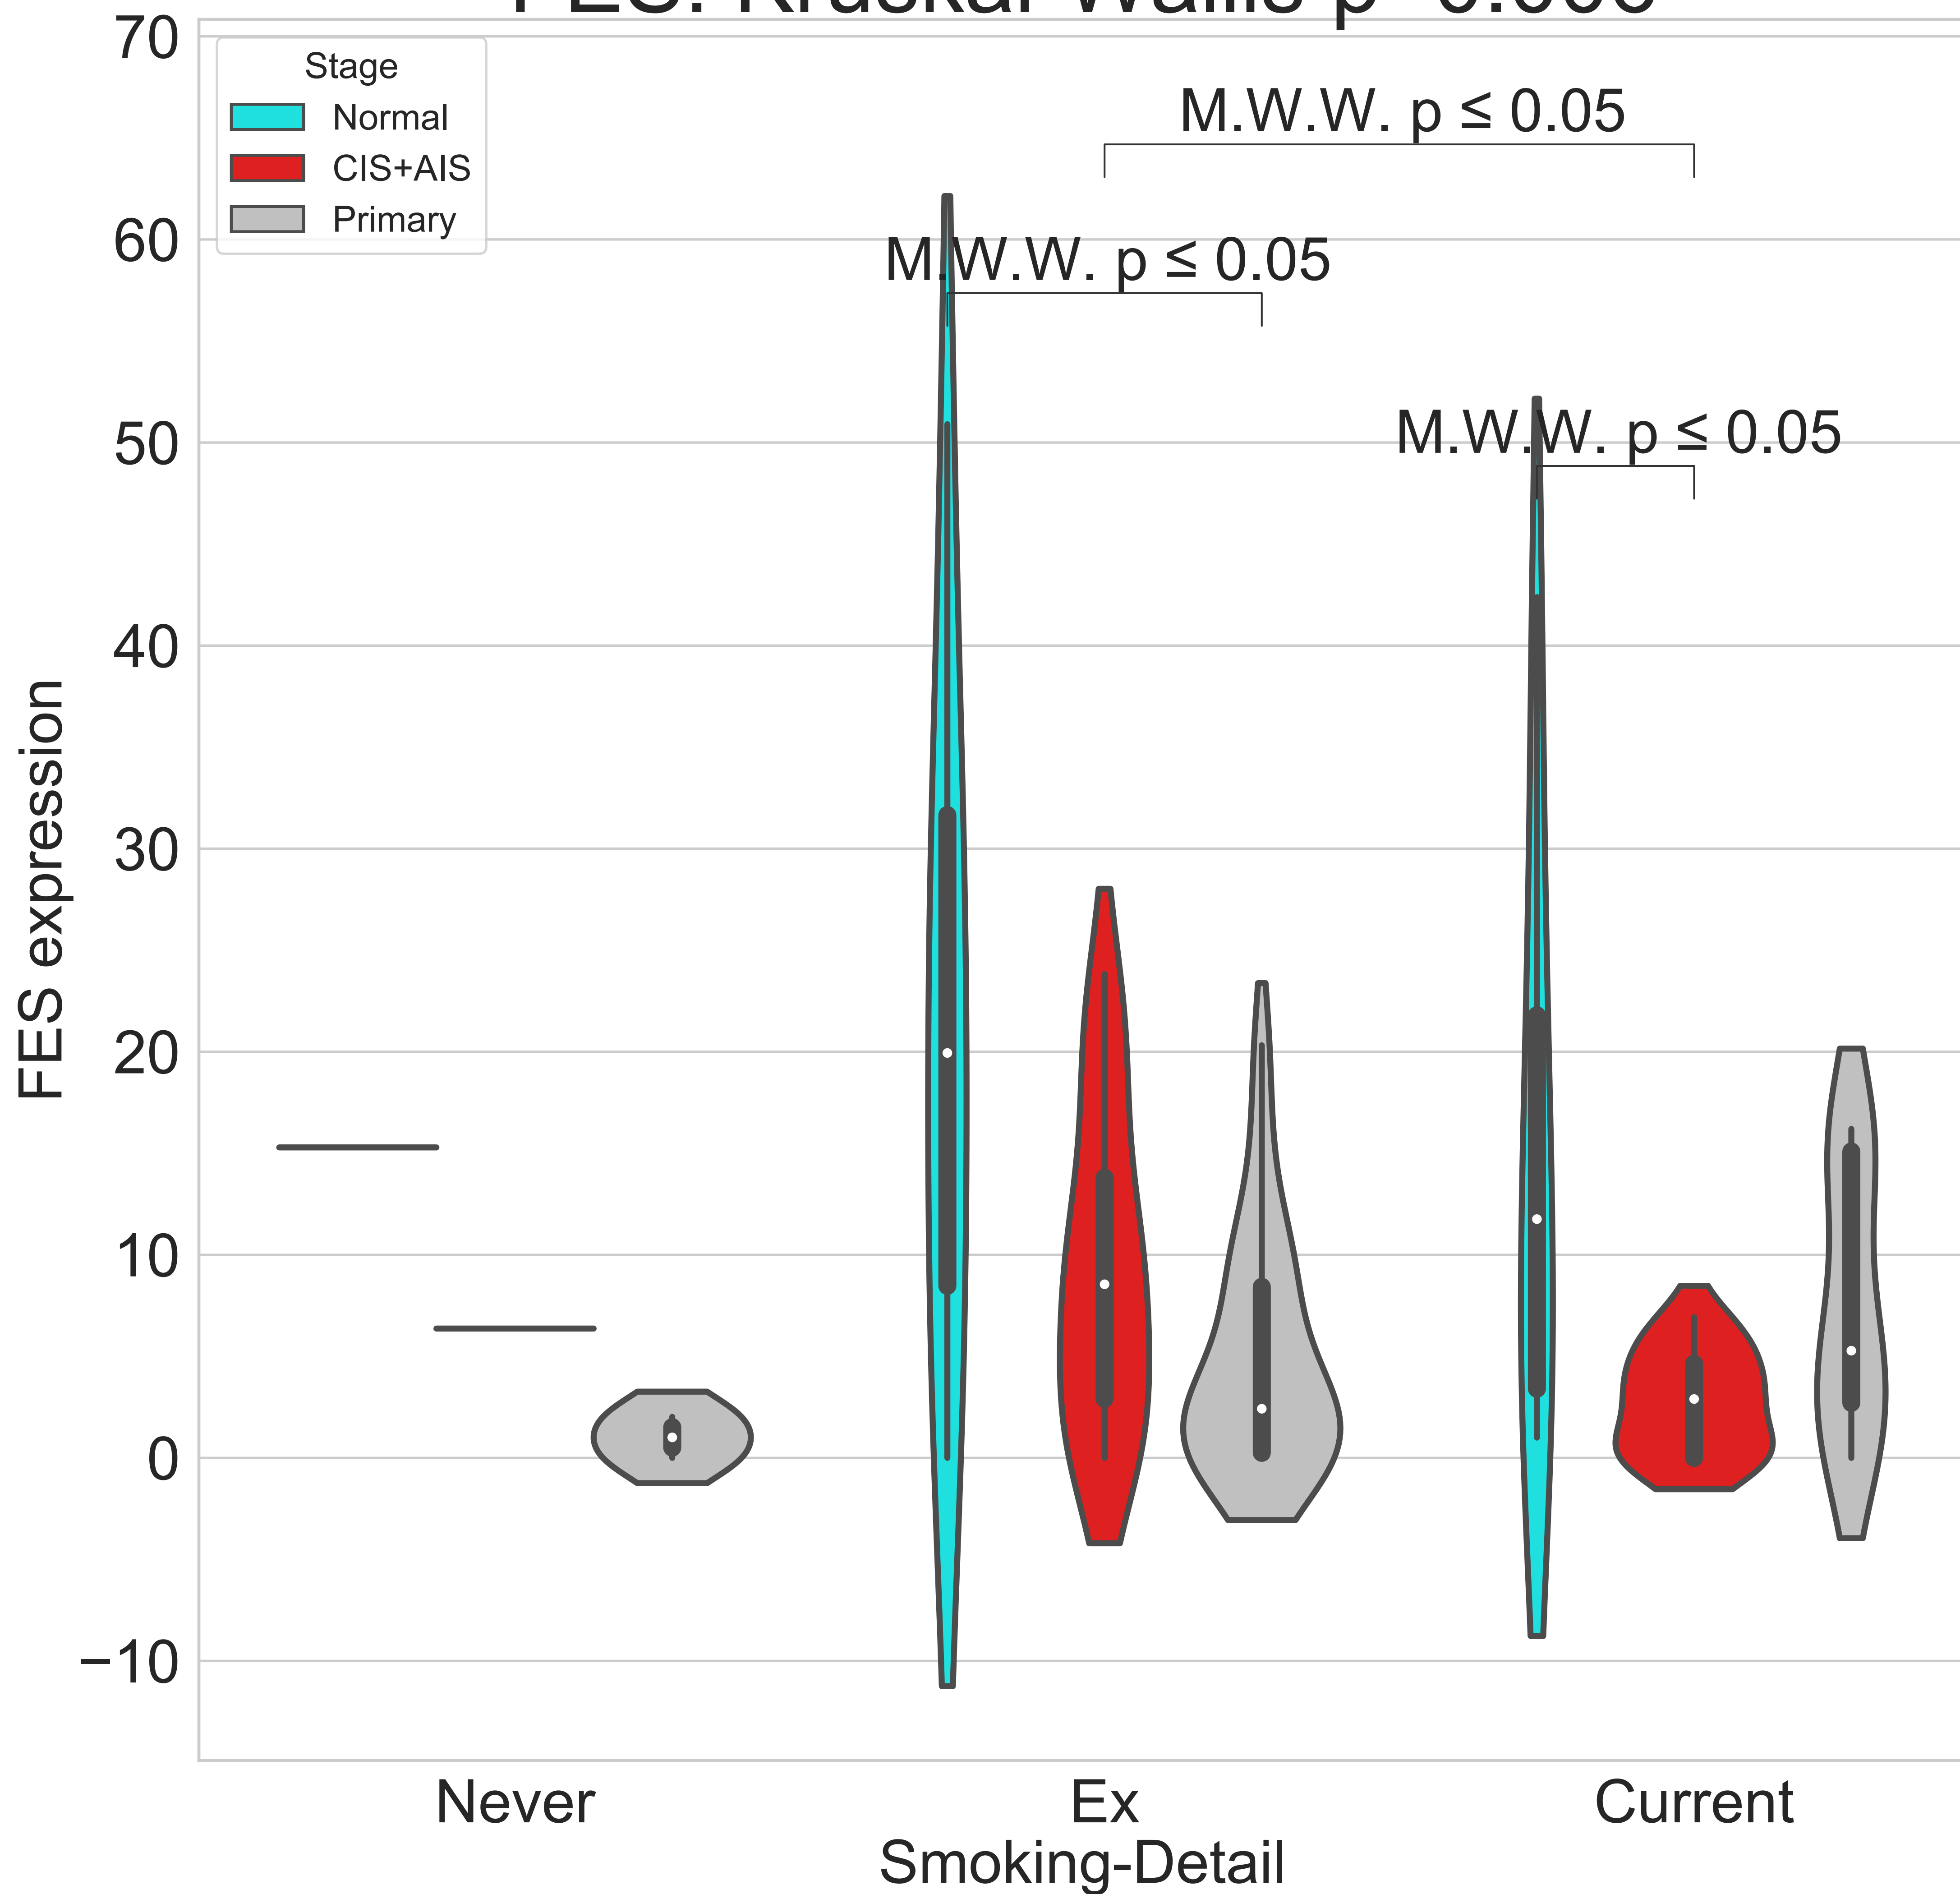 70
Stage
Normal
CIS+AIS
Primary
M.W.W. p ≤ 0.05
60
M.W.W. p ≤ 0.05
50
M.W.W. p ≤ 0.05
40
30
20
10
0
−10
FES expression
Never
Ex
Current
Smoking-Detail